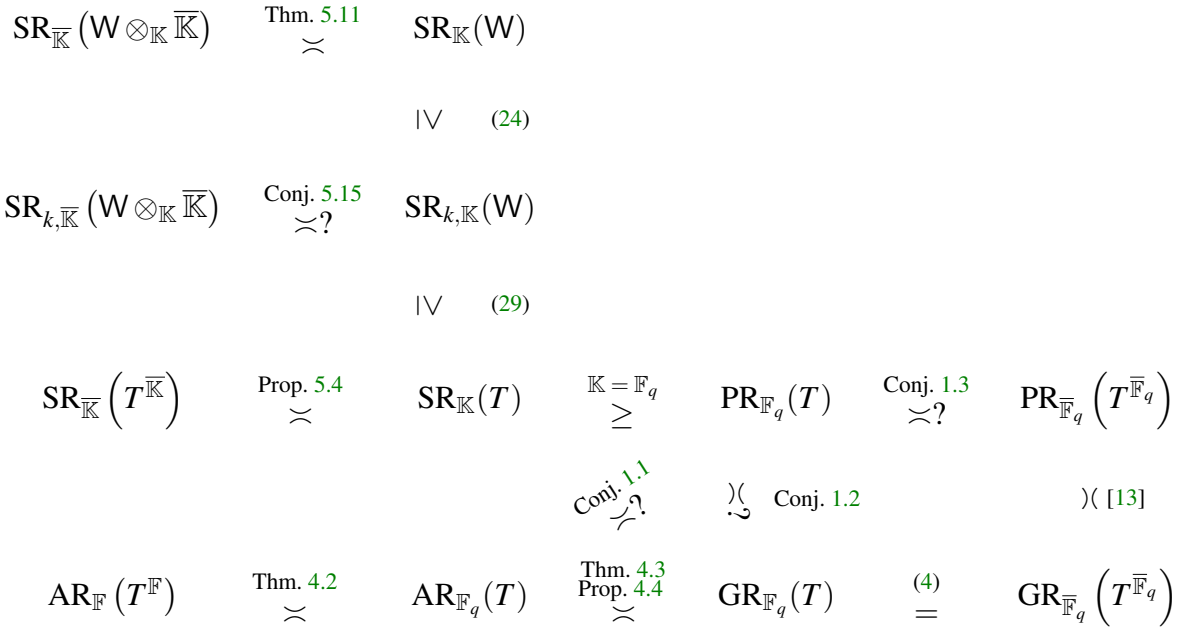 SR_{\overline{𝕂}}(W ⊗_𝕂 \overline{𝕂}) Thm. 5.11 ≍ SR_𝕂(W)
I∨ (24)
SR_{k,\overline{𝕂}}(W ⊗_𝕂 \overline{𝕂}) Conj. 5.15 ≍? SR_{k,𝕂}(W)
I∨ (29)
SR_{\overline{𝕂}}(T^{\overline{𝕂}}) Prop. 5.4 ≍ SR_𝕂(T) 𝕂 = 𝔽_q ≥ PR_{𝔽_q}(T) Conj. 1.3 ≍? PR_{\overline{𝔽}_q}(T^{\overline{𝔽}_q})
Conj. 1.1 ≍? ≍? Conj. 1.2 ≍ [13]
AR_𝔽(T^𝔽) Thm. 4.2 ≍ AR_{𝔽_q}(T) Thm. 4.3 Prop. 4.4 ≍ GR_{𝔽_q}(T) (4) = GR_{\overline{𝔽}_q}(T^{\overline{𝔽}_q})